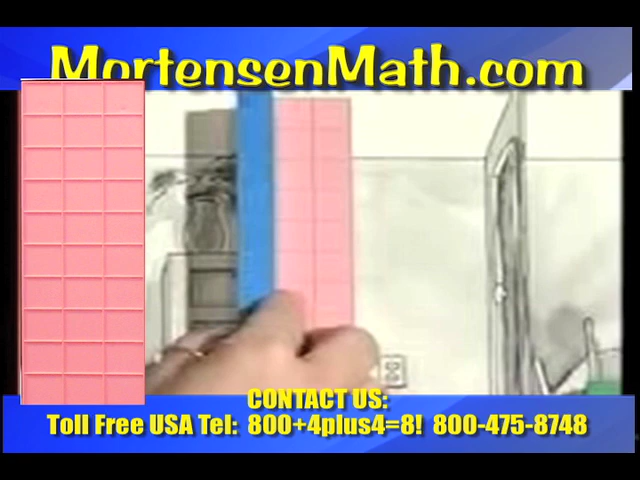 MortensenMath.com
CONTACT US:
Toll Free USA Tel: 800+4plus4=8! 800-475-8748